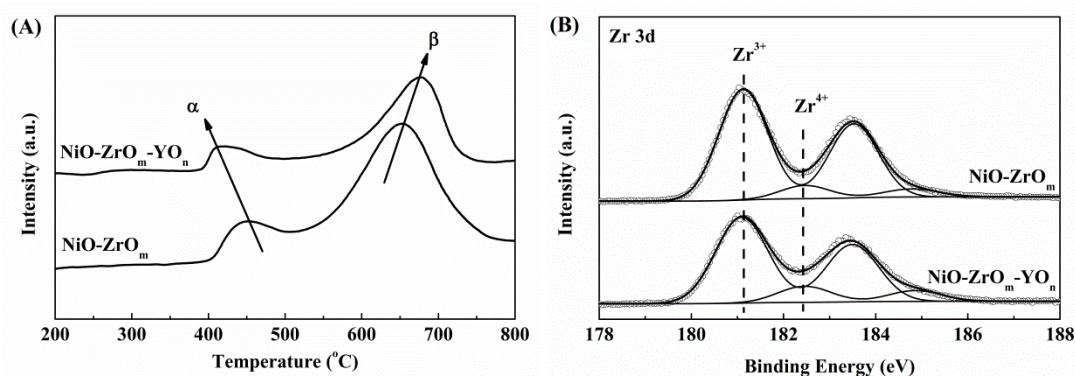 (A)
β
α
NiO-ZrOₘ-YOₙ
NiO-ZrOₘ
Intensity (a.u.)
200 300 400 500 600 700 800
Temperature (°C)
(B)
Zr 3d
Zr³⁺
Zr⁴⁺
NiO-ZrOₘ
NiO-ZrOₘ-YOₙ
Intensity (a.u.)
178 180 182 184 186 188
Binding Energy (eV)